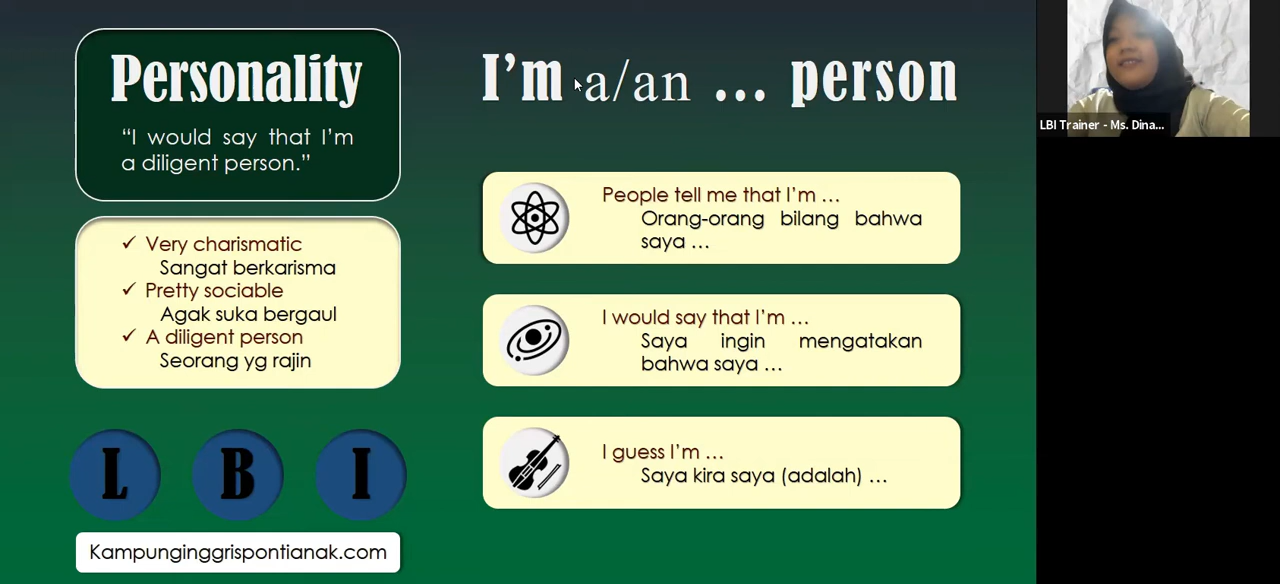 Personality
“I would say that I’m
a diligent person.”
✓ Very charismatic
Sangat berkarisma
✓ Pretty sociable
Agak suka bergaul
✓ A diligent person
Seorang yg rajin
L B I
Kampunginggrispontianak.com
I’m a/an ... person
People tell me that I’m …
Orang-orang bilang bahwa
saya …
I would say that I’m …
Saya ingin mengatakan
bahwa saya …
I guess I’m …
Saya kira saya (adalah) …
LBI Trainer - Ms. Dina...